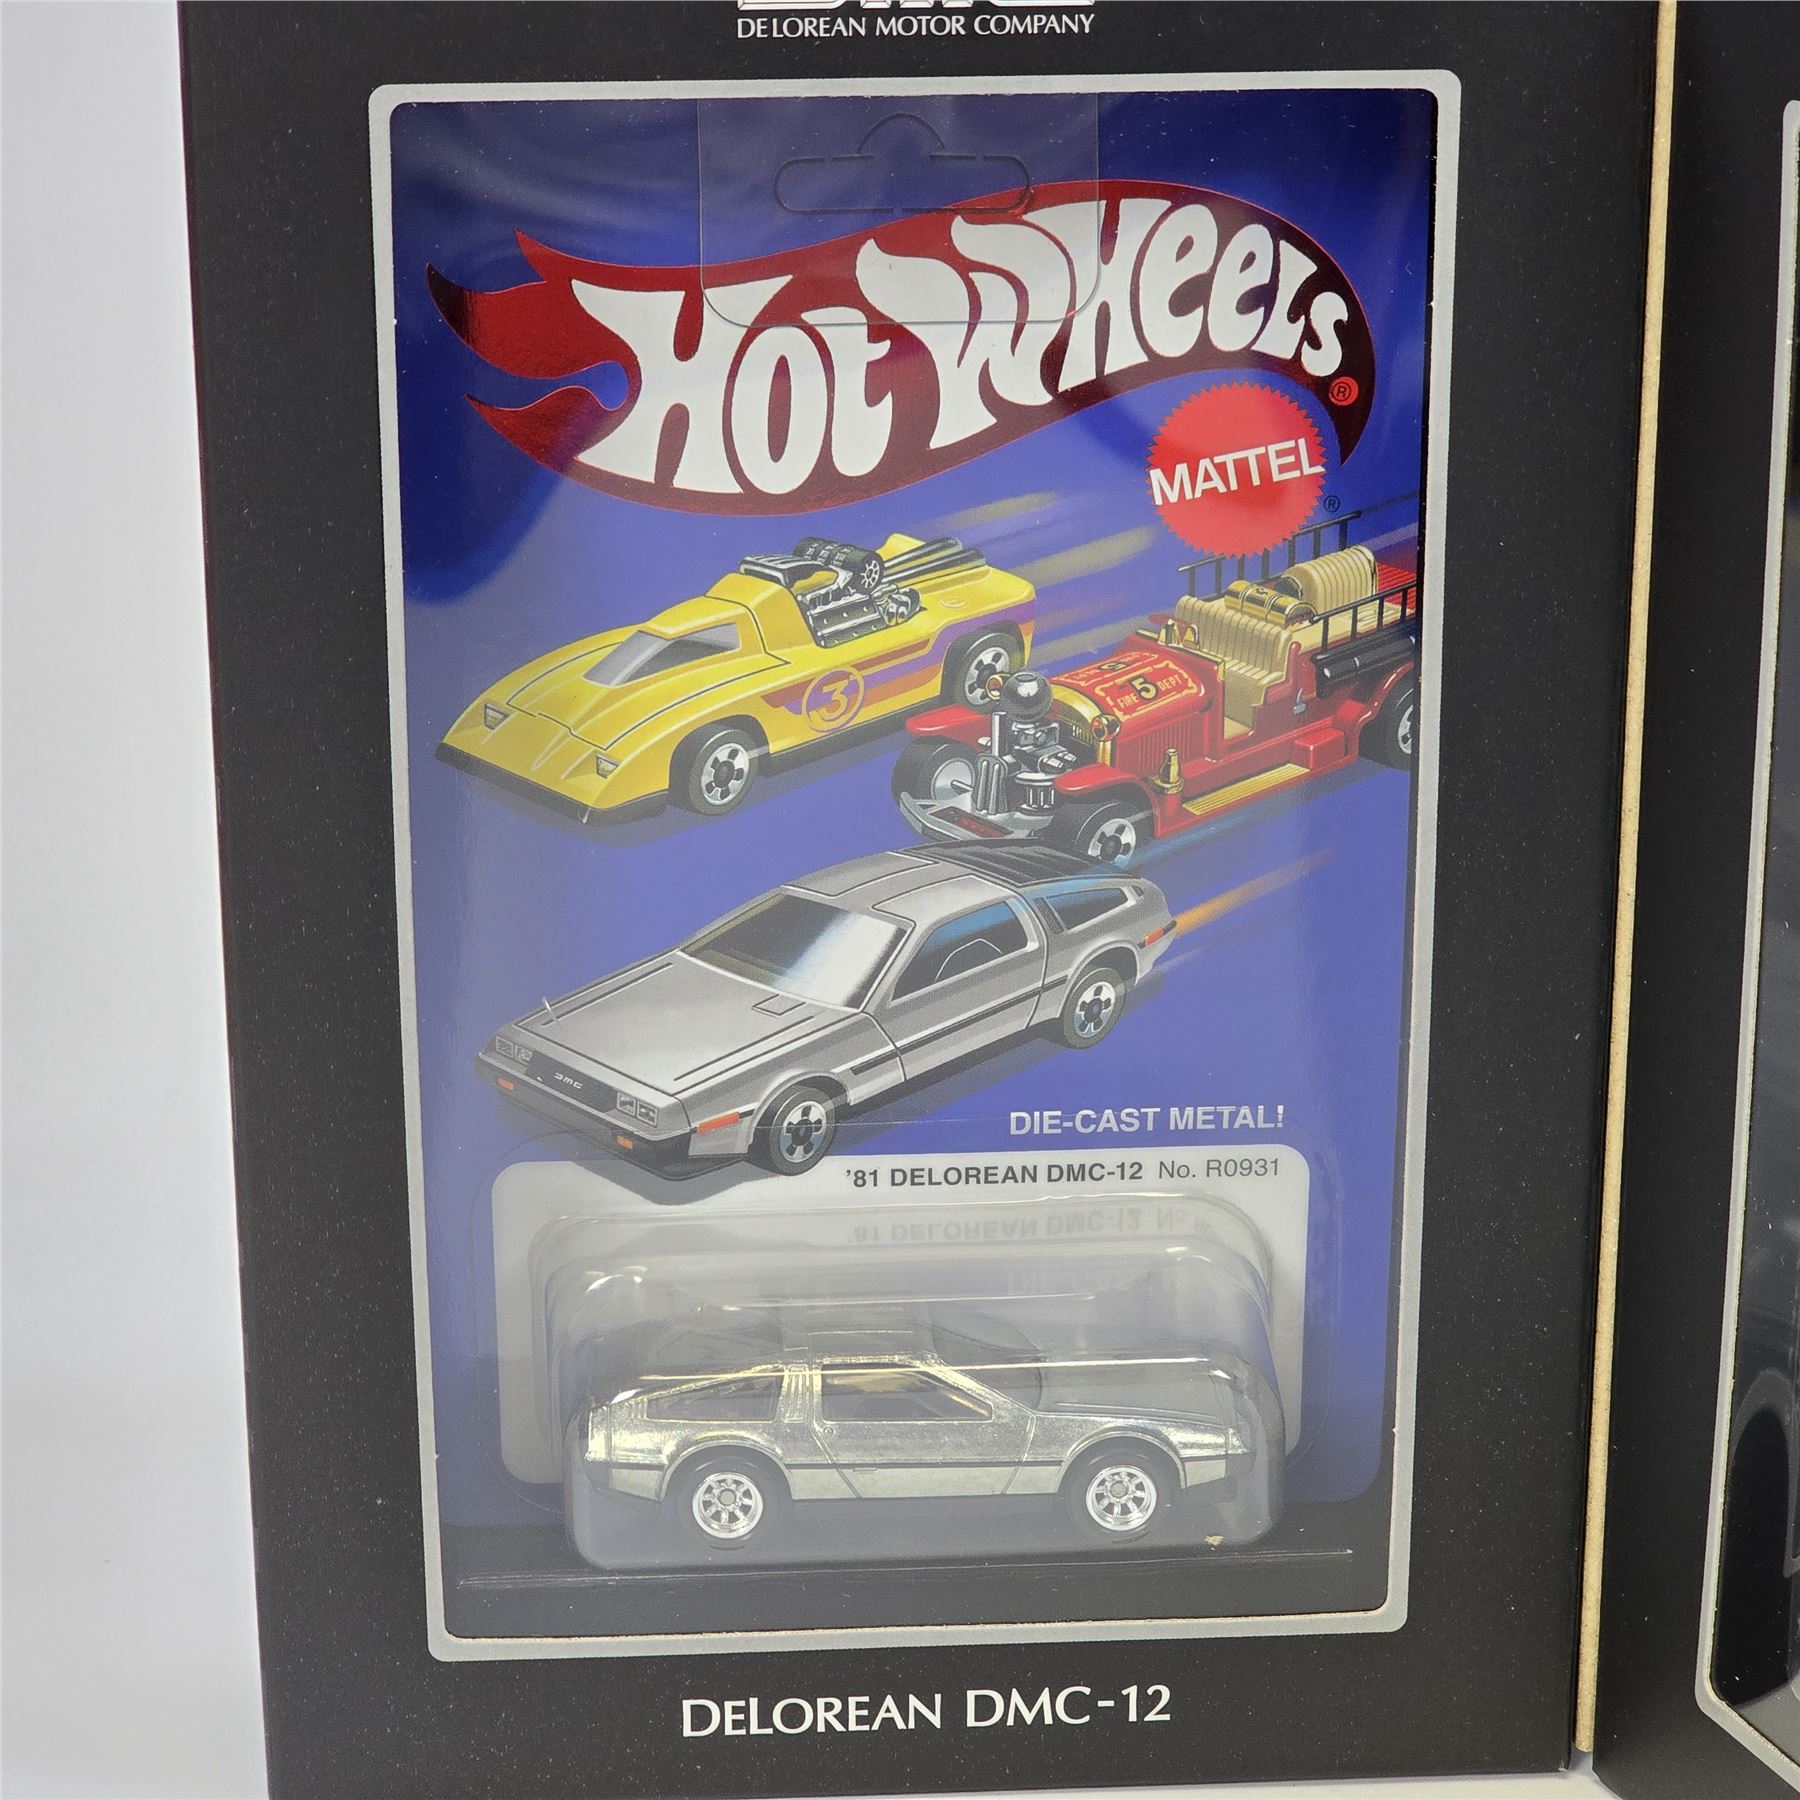 DELOREAN MOTOR COMPANY
HOT WHEELS®
MATTEL®
3
FIRE 5 DEPT
DMC
DIE-CAST METAL!
'81 DELOREAN DMC-12 No. R0931
DELOREAN DMC-12